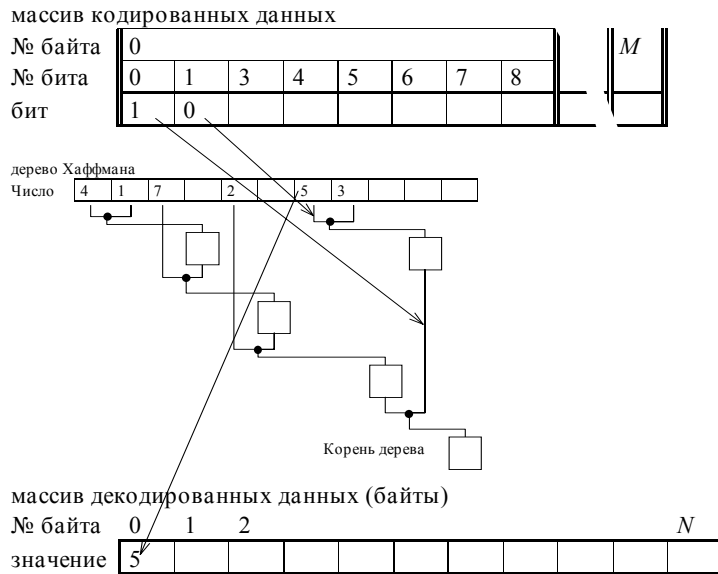 массив кодированных данных
№ байта 0 M
№ бита 0 1 3 4 5 6 7 8
бит 1 0
дерево Хаффмана
Число 4 1 7 2 5 3
Корень дерева
массив декодированных данных (байты)
№ байта 0 1 2 N
значение 5